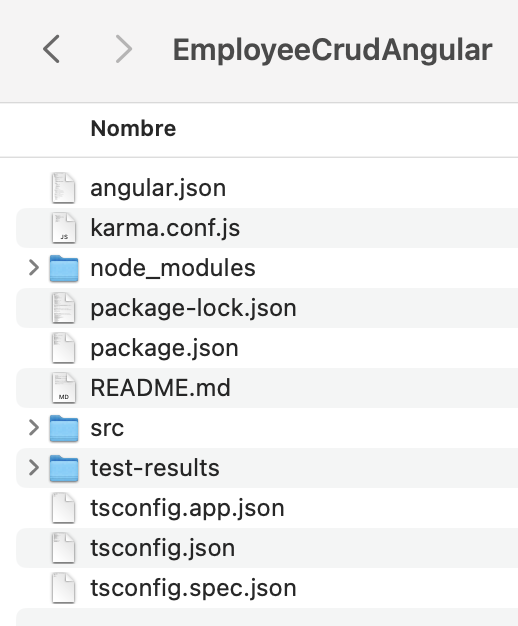 EmployeeCrudAngular
Nombre
angular.json
karma.conf.js
JS
node_modules
package-lock.json
package.json
README.md
MD
src
test-results
tsconfig.app.json
tsconfig.json
tsconfig.spec.json